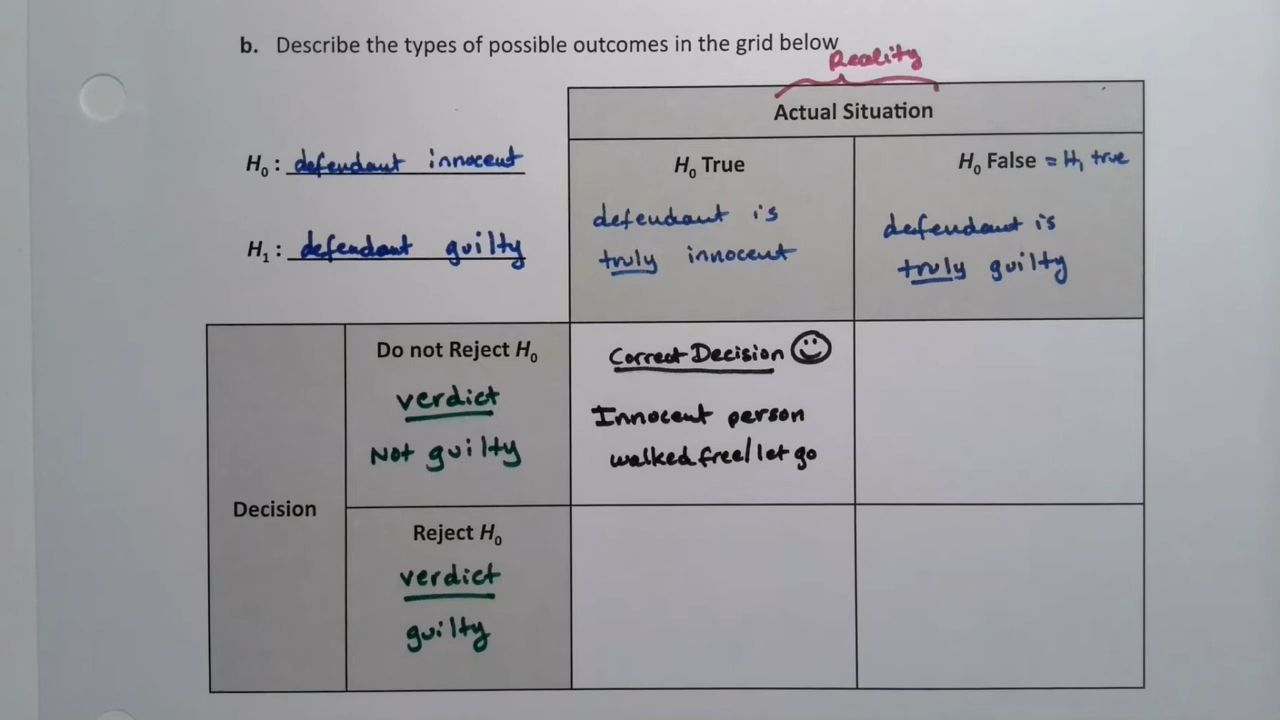 b. Describe the types of possible outcomes in the grid below
Reality
Actual Situation
H₀ : defendant innocent
H₁ : defendant guilty
H₀ True
defendant is
truly innocent
H₀ False = H₁ true
defendant is
truly guilty
Decision
Do not Reject H₀
verdict
Not guilty
Correct Decision
Innocent person
walked free/let go
Reject H₀
verdict
guilty